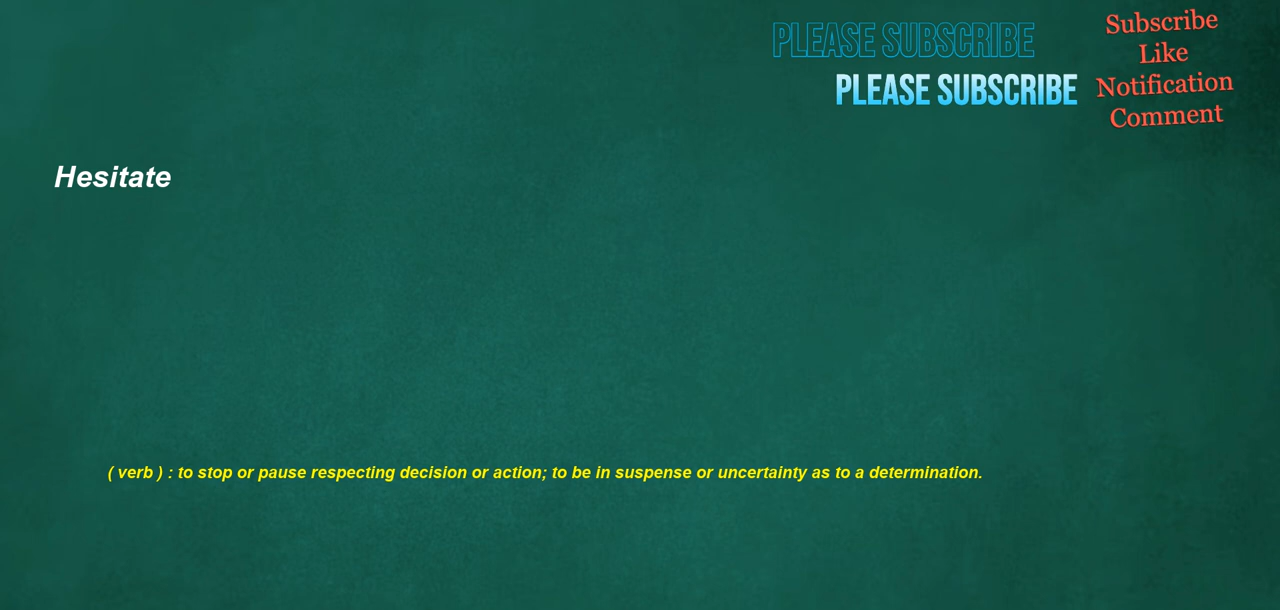 PLEASE SUBSCRIBE
PLEASE SUBSCRIBE
Subscribe
Like
Notification
Comment
Hesitate
( verb ) : to stop or pause respecting decision or action; to be in suspense or uncertainty as to a determination.